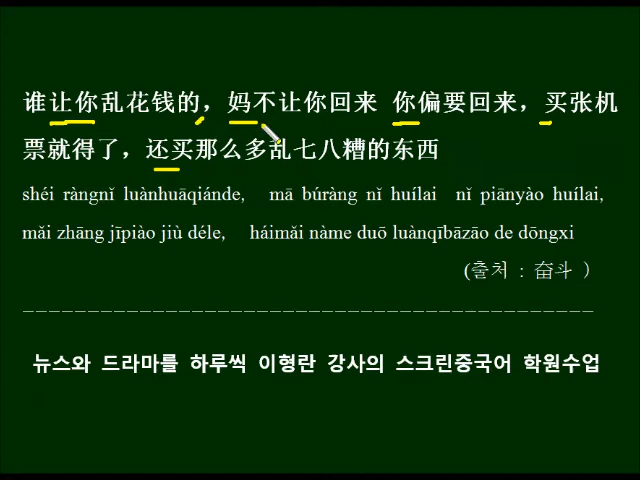 谁让你乱花钱的，妈不让你回来 你偏要回来，买张机
票就得了，还买那么多乱七八糟的东西
shéi ràngnǐ luànhuāqiánde, mā búràng nǐ huílai nǐ piānyào huílai,
mǎi zhāng jīpiào jiù déle, háimǎi nàme duō luànqībāzāo de dōngxi
(출처 : 奋斗 )
뉴스와 드라마를 하루씩 이형란 강사의 스크린중국어 학원수업